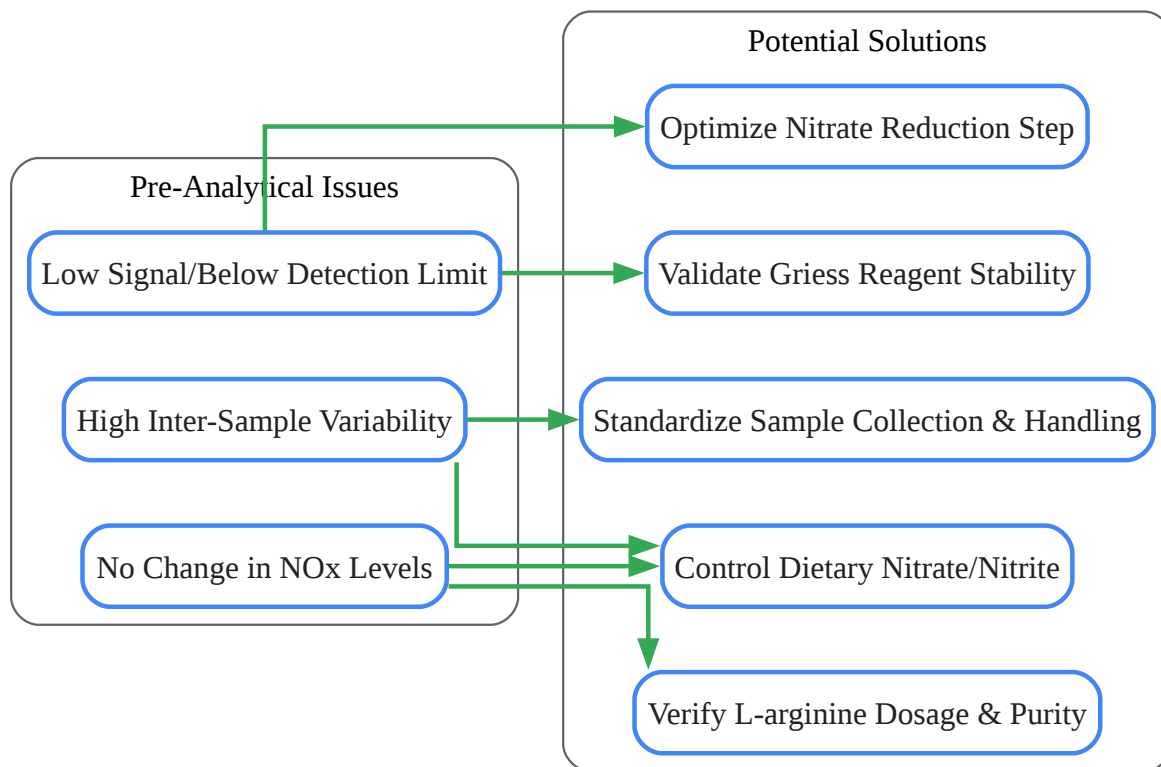 Potential Solutions
Optimize Nitrate Reduction Step
Pre-Analytical Issues
Low Signal/Below Detection Limit
Validate Griess Reagent Stability
High Inter-Sample Variability
Standardize Sample Collection & Handling
No Change in NOx Levels
Control Dietary Nitrate/Nitrite
Verify L-arginine Dosage & Purity